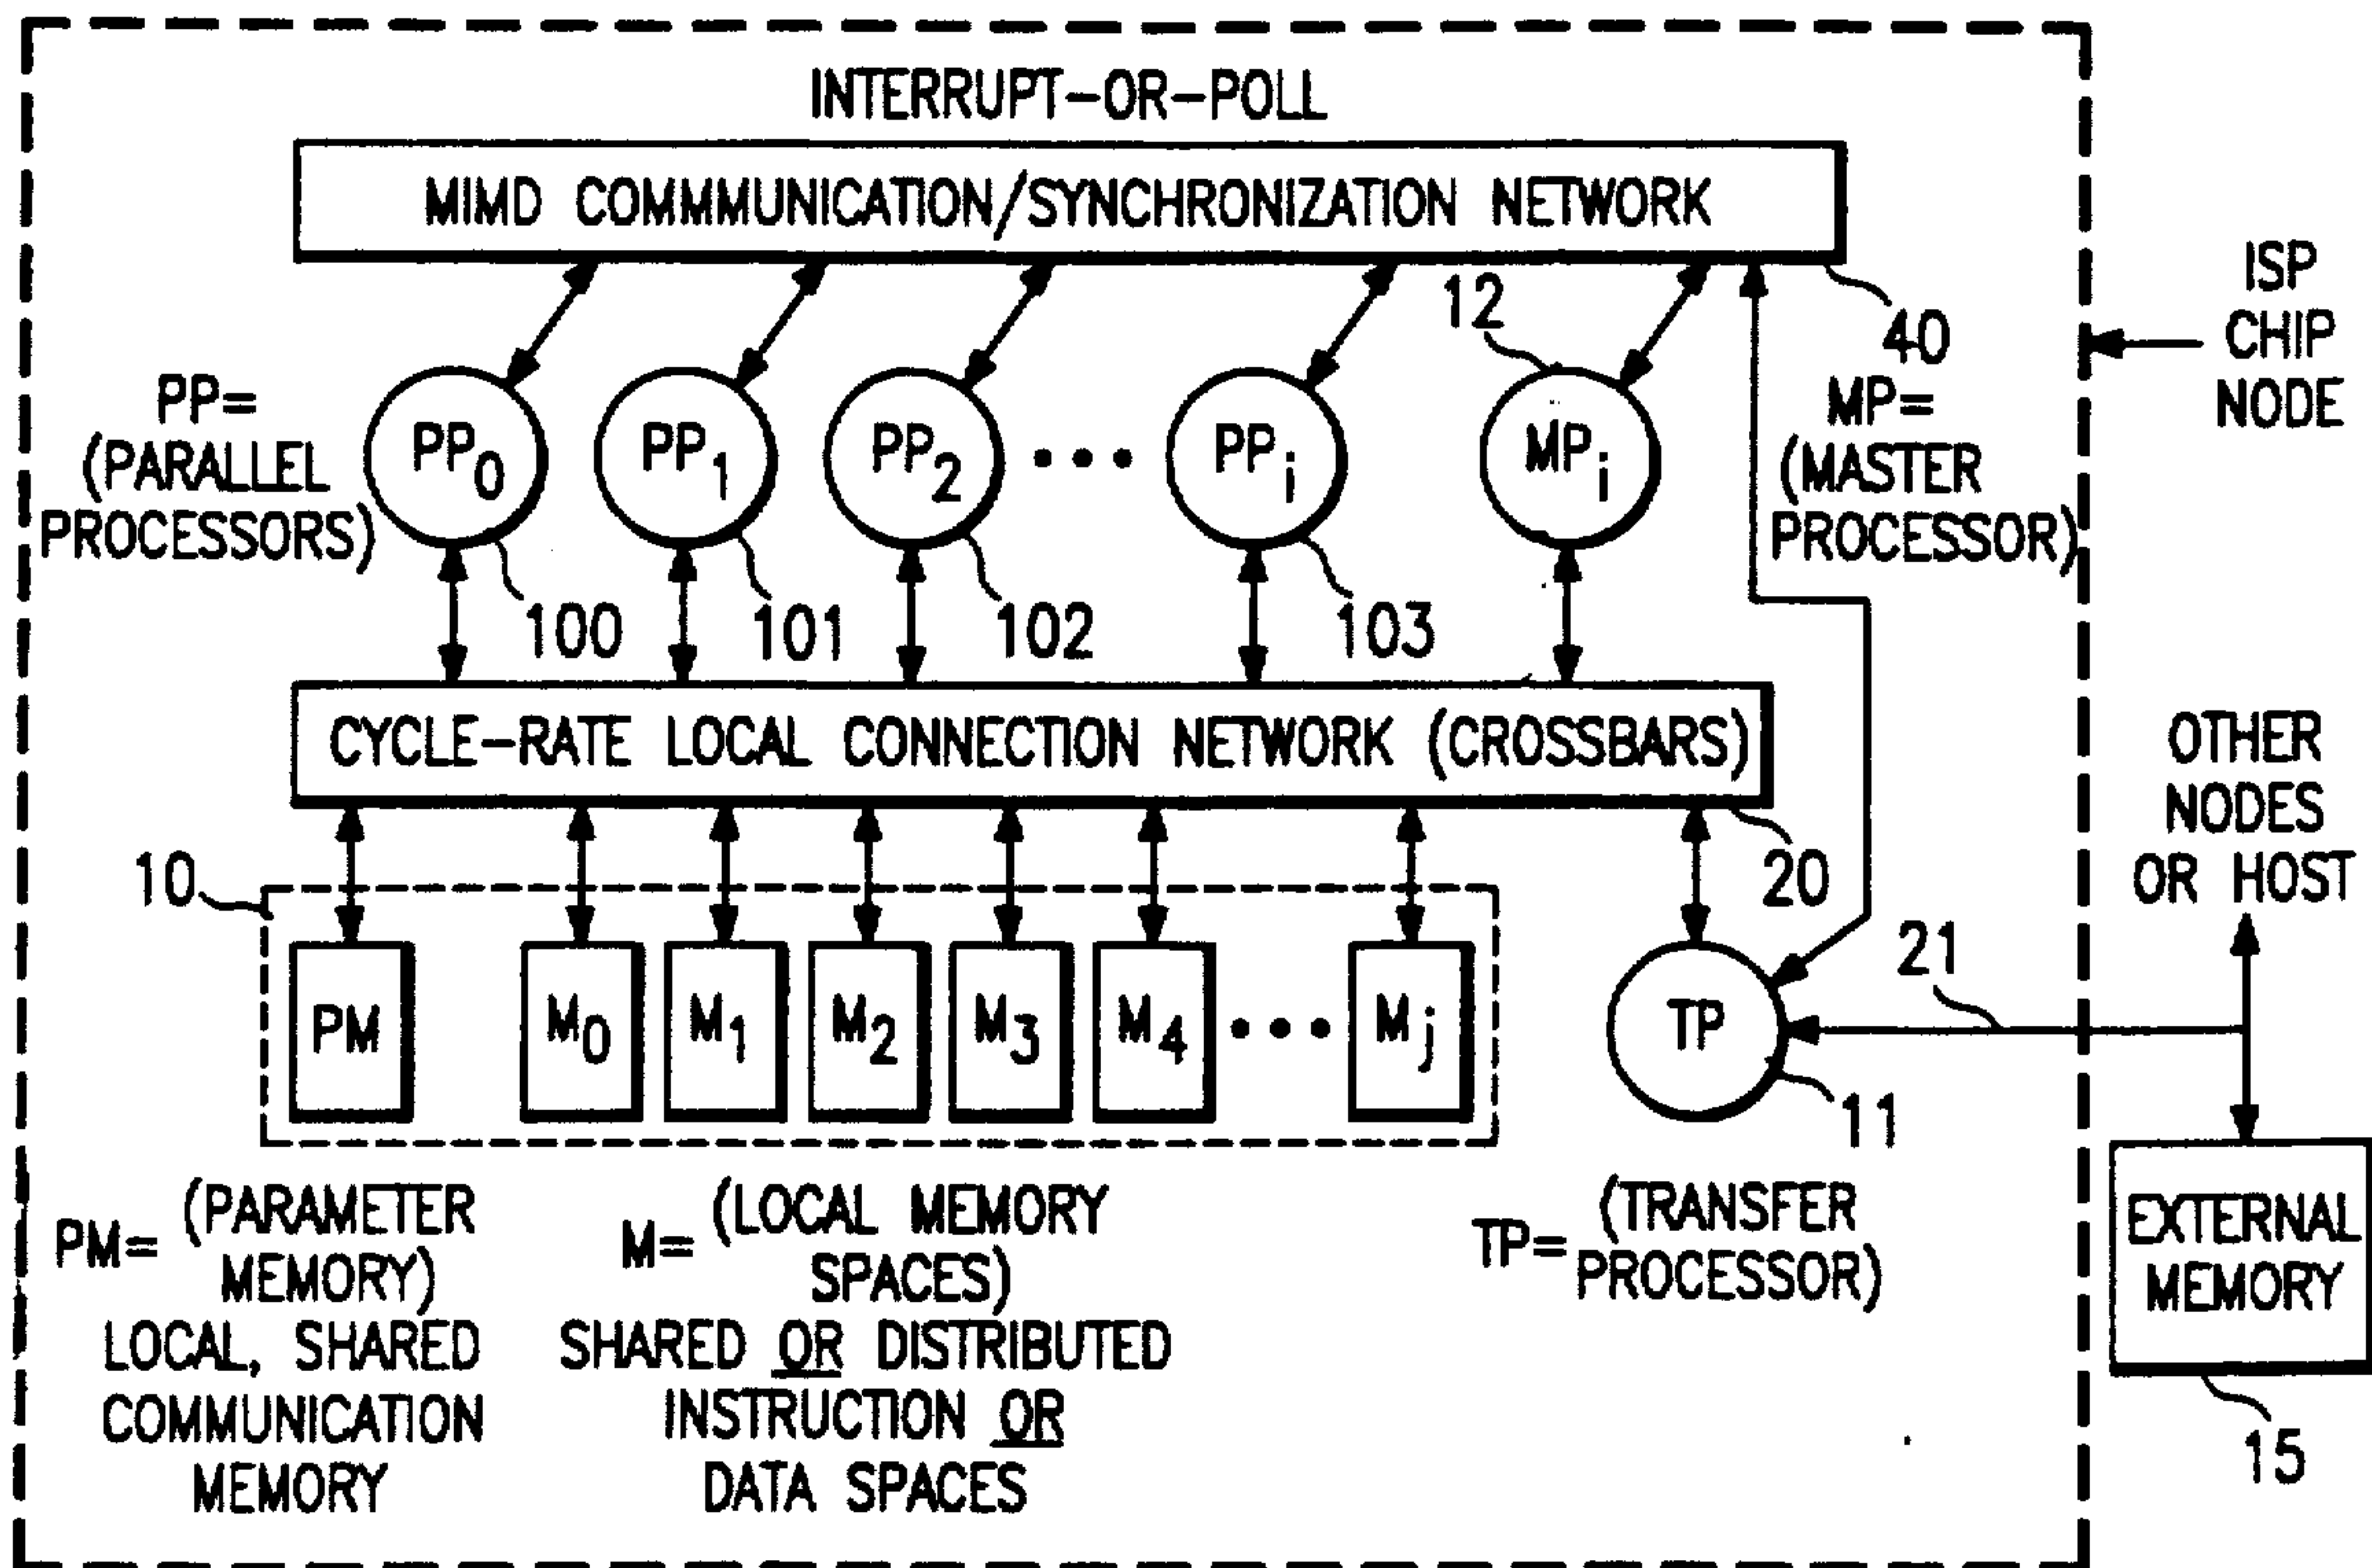 INTERRUPT-OR-POLL
MIMD COMMMUNICATION/SYNCHRONIZATION NETWORK
40
12
ISP
CHIP
NODE
PP=
(PARALLEL
PROCESSORS)
PP0
PP1
PP2
•••
PPi
MPi
MP=
(MASTER
PROCESSOR)
100
101
102
103
CYCLE-RATE LOCAL CONNECTION NETWORK (CROSSBARS)
20
10
OTHER
NODES
OR HOST
21
PM
M0
M1
M2
M3
M4
•••
Mj
TP
11
PM= (PARAMETER
MEMORY)
LOCAL, SHARED
COMMUNICATION
MEMORY
M= (LOCAL MEMORY
SPACES)
SHARED OR DISTRIBUTED
INSTRUCTION OR
DATA SPACES
TP= (TRANSFER
PROCESSOR)
EXTERNAL
MEMORY
15